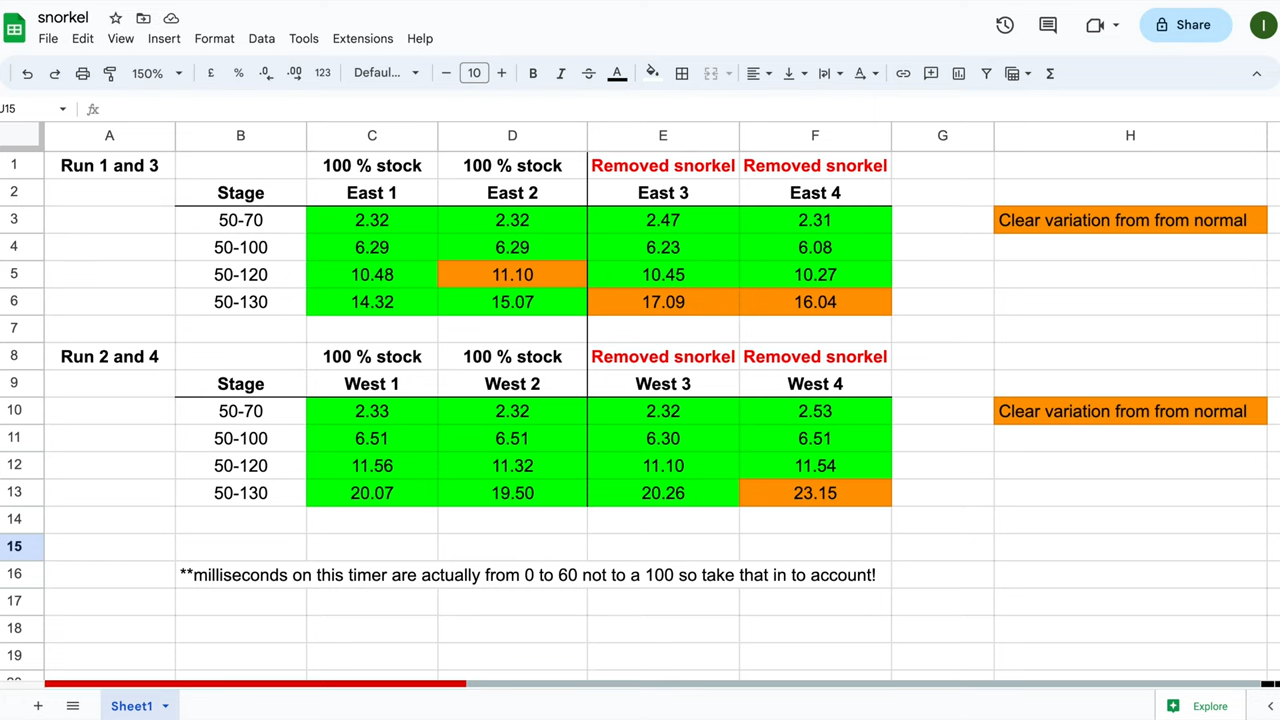 snorkel
File Edit View Insert Format Data Tools Extensions Help
Share
I
150% £ % .0 .00 123 Defaul... 10 B I A
J15 fx
A B C D E F G H
1 Run 1 and 3 100 % stock 100 % stock Removed snorkel Removed snorkel
2 Stage East 1 East 2 East 3 East 4
3 50-70 2.32 2.32 2.47 2.31 Clear variation from from normal
4 50-100 6.29 6.29 6.23 6.08
5 50-120 10.48 11.10 10.45 10.27
6 50-130 14.32 15.07 17.09 16.04
7
8 Run 2 and 4 100 % stock 100 % stock Removed snorkel Removed snorkel
9 Stage West 1 West 2 West 3 West 4
10 50-70 2.33 2.32 2.32 2.53 Clear variation from from normal
11 50-100 6.51 6.51 6.30 6.51
12 50-120 11.56 11.32 11.10 11.54
13 50-130 20.07 19.50 20.26 23.15
14
15
16 **milliseconds on this timer are actually from 0 to 60 not to a 100 so take that in to account!
17
18
19
Sheet1 Explore